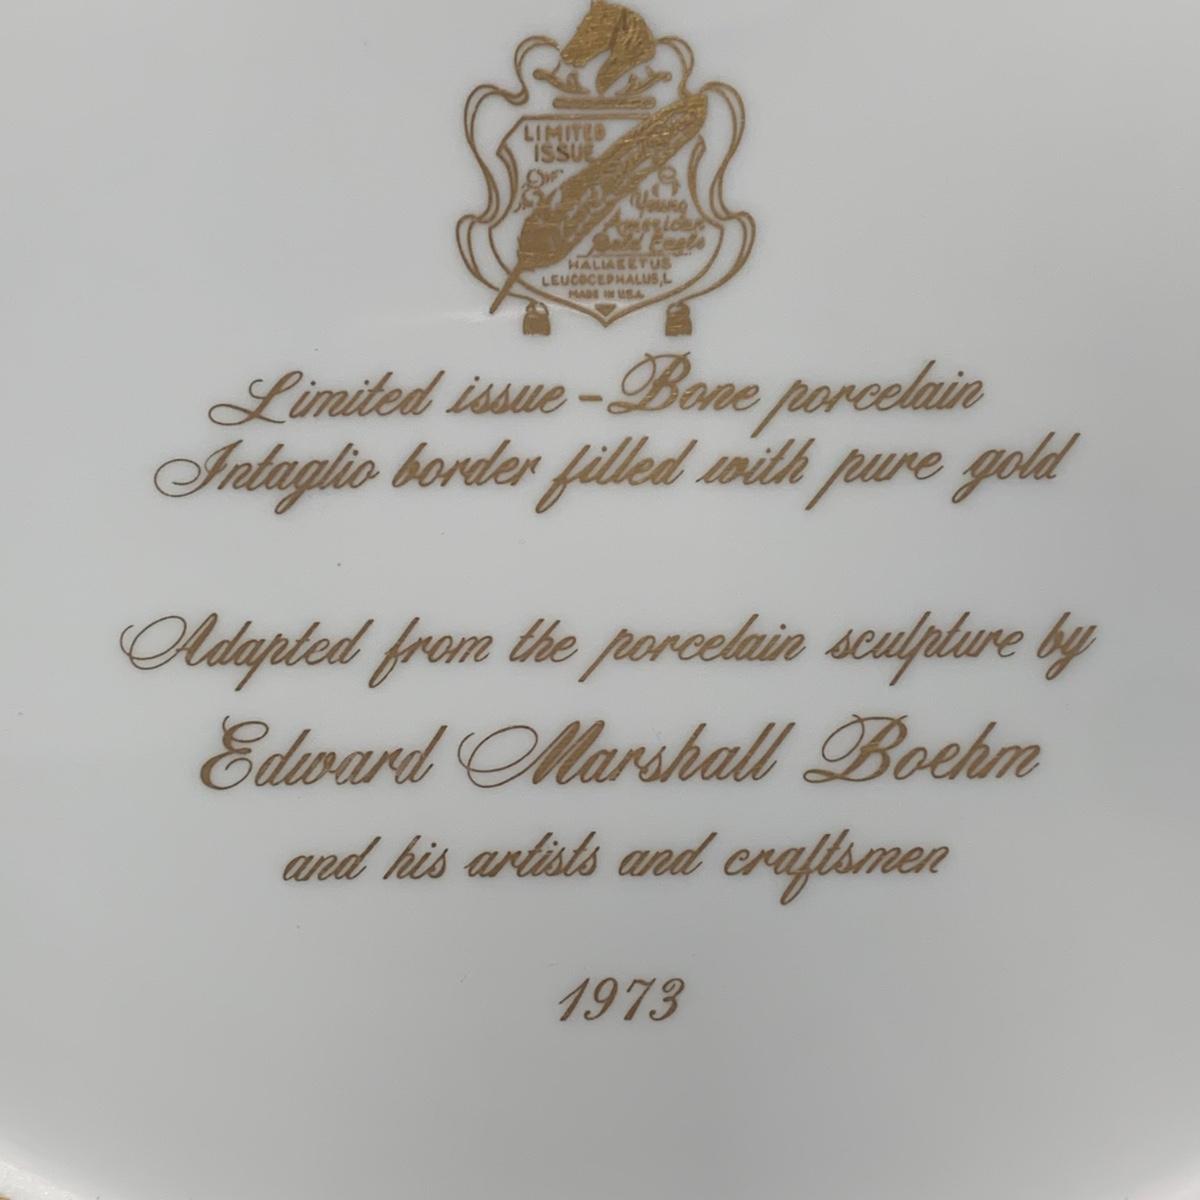 LIMITED
ISSUE
Young
American
Bald Eagle
HALIAEETUS
LEUCOCEPHALUS, L
MADE IN U.S.A.
Limited issue - Bone porcelain
Intaglio border filled with pure gold
Adapted from the porcelain sculpture by
Edward Marshall Boehm
and his artists and craftsmen
1973